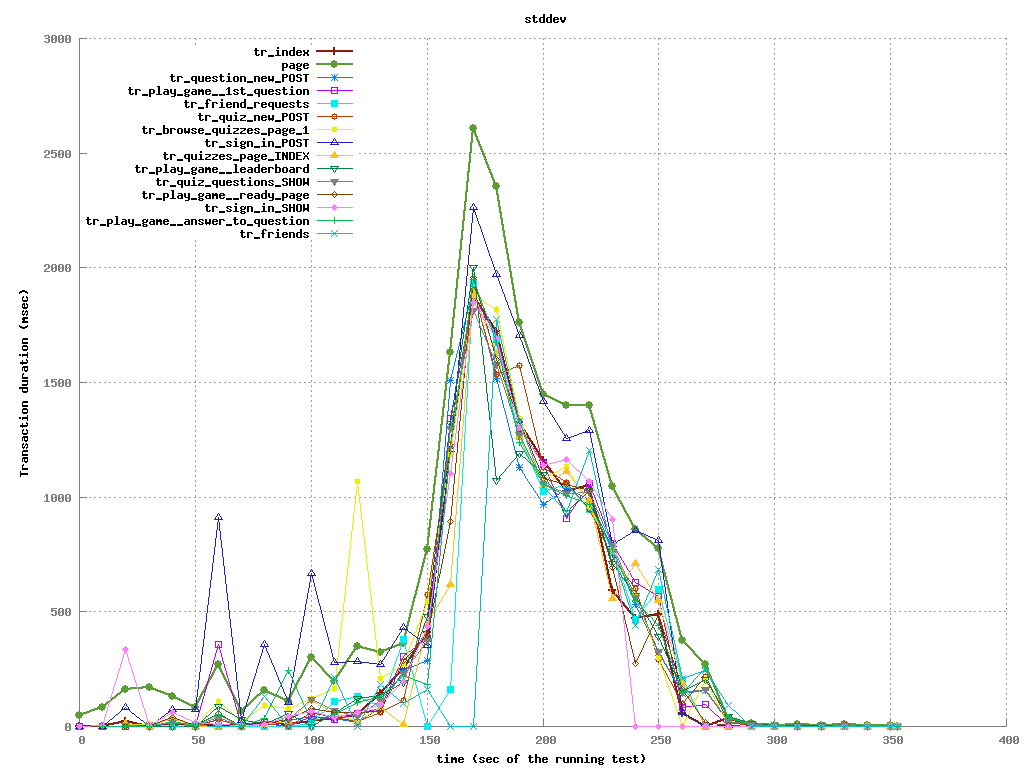 stddev
3000
2500
2000
1500
1000
500
0
Transaction duration (msec)
tr_index
page
tr_question_new_POST
tr_play_game__1st_question
tr_friend_requests
tr_quiz_new_POST
tr_browse_quizzes_page_1
tr_sign_in_POST
tr_quizzes_page_INDEX
tr_play_game__leaderboard
tr_quiz_questions_SHOW
tr_play_game__ready_page
tr_sign_in_SHOW
tr_play_game__answer_to_question
tr_friends
0 50 100 150 200 250 300 350 400
time (sec of the running test)